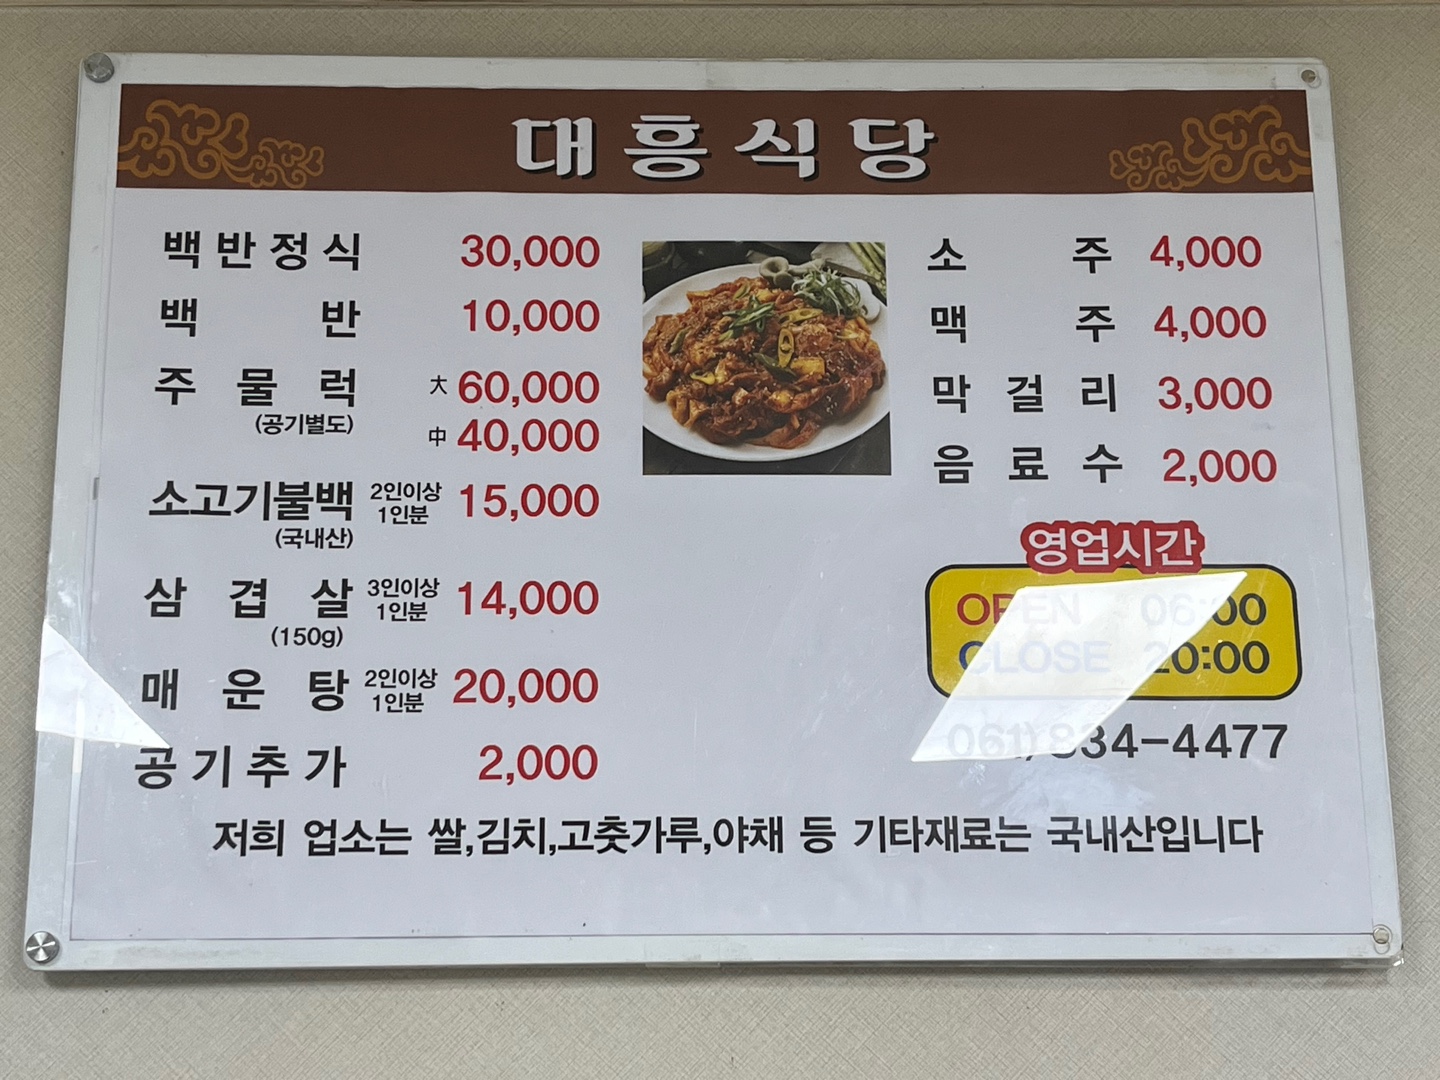 대흥식당
백반정식 30,000
백반 10,000
주물럭 大 60,000
(공기별도) 中 40,000
소고기불백 2인이상 1인분 15,000
(국내산)
삼겹살 3인이상 1인분 14,000
(150g)
매운탕 2인이상 1인분 20,000
공기추가 2,000
소주 4,000
맥주 4,000
막걸리 3,000
음료수 2,000
영업시간
OPEN 06:00
CLOSE 20:00
061)834-4477
저희 업소는 쌀,김치,고춧가루,야채 등 기타재료는 국내산입니다